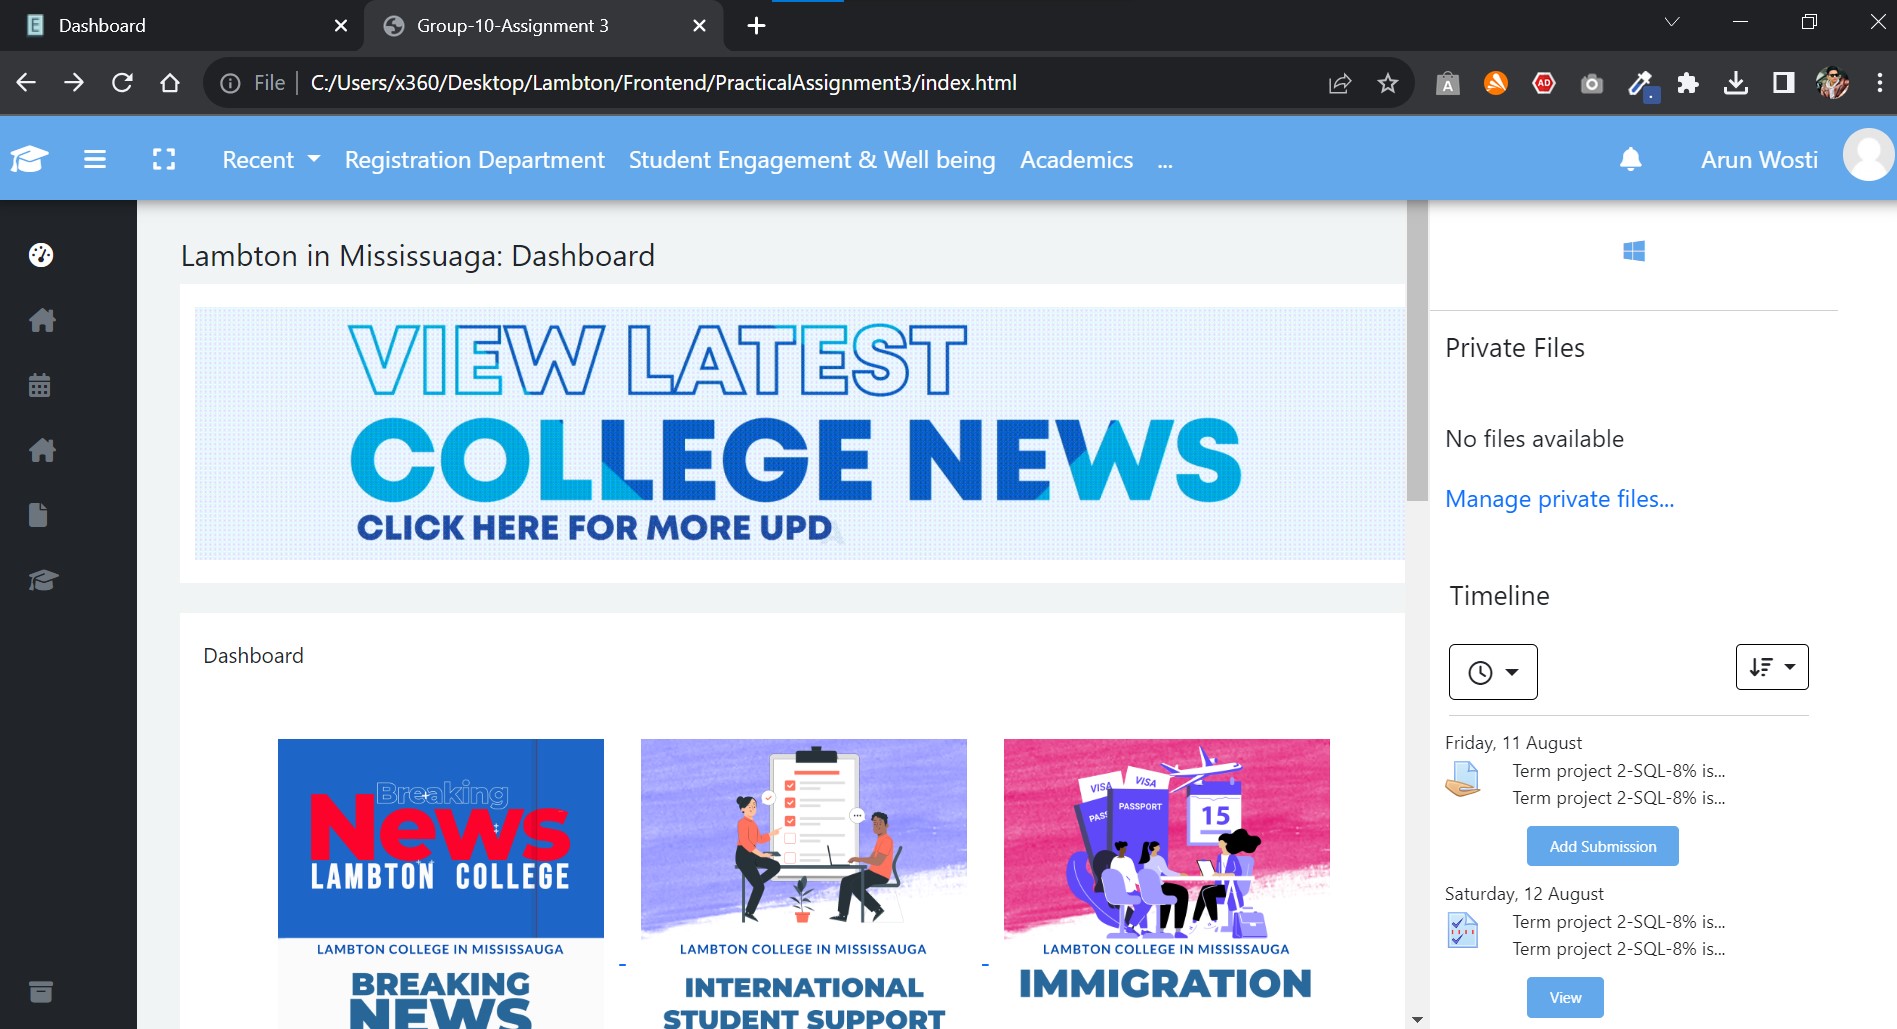 Dashboard
Group-10-Assignment 3
File
C:/Users/x360/Desktop/Lambton/Frontend/PracticalAssignment3/index.html
A
AD
Recent
Registration Department
Student Engagement & Well being
Academics
...
Arun Wosti
Lambton in Mississuaga: Dashboard
VIEW LATEST
COLLEGE NEWS
CLICK HERE FOR MORE UPD
Dashboard
Breaking
News
LAMBTON COLLEGE
LAMBTON COLLEGE IN MISSISSAUGA
BREAKING
NEWS
LAMBTON COLLEGE IN MISSISSAUGA
INTERNATIONAL
STUDENT SUPPORT
VISA
VISA
PASS
PASSPORT
15
LAMBTON COLLEGE IN MISSISSAUGA
IMMIGRATION
Private Files
No files available
Manage private files...
Timeline
Friday, 11 August
Term project 2-SQL-8% is...
Term project 2-SQL-8% is...
Add Submission
Saturday, 12 August
Term project 2-SQL-8% is...
Term project 2-SQL-8% is...
View